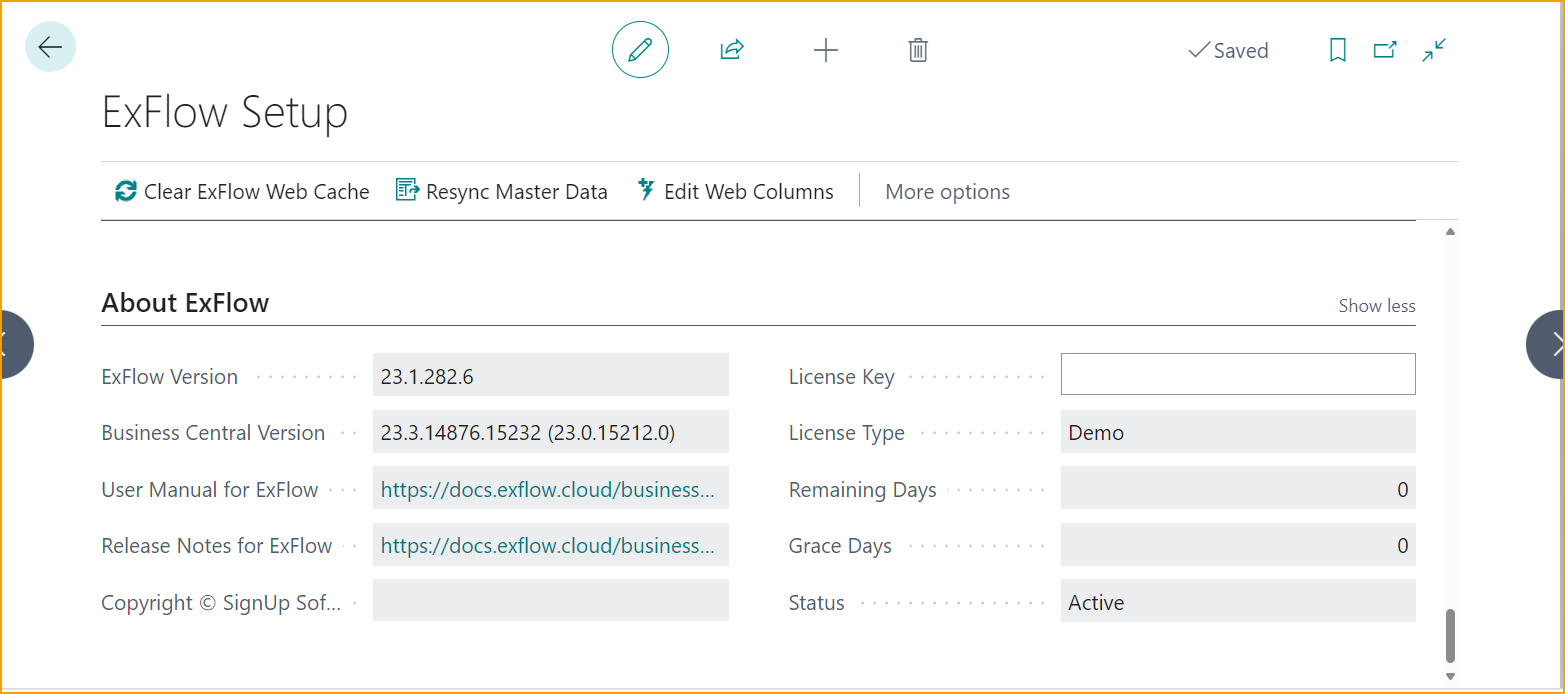 Saved
ExFlow Setup
Clear ExFlow Web Cache Resync Master Data Edit Web Columns More options
About ExFlow Show less
ExFlow Version 23.1.282.6 License Key
Business Central Version 23.3.14876.15232 (23.0.15212.0) License Type Demo
User Manual for ExFlow https://docs.exflow.cloud/business... Remaining Days 0
Release Notes for ExFlow https://docs.exflow.cloud/business... Grace Days 0
Copyright © SignUp Sof... Status Active